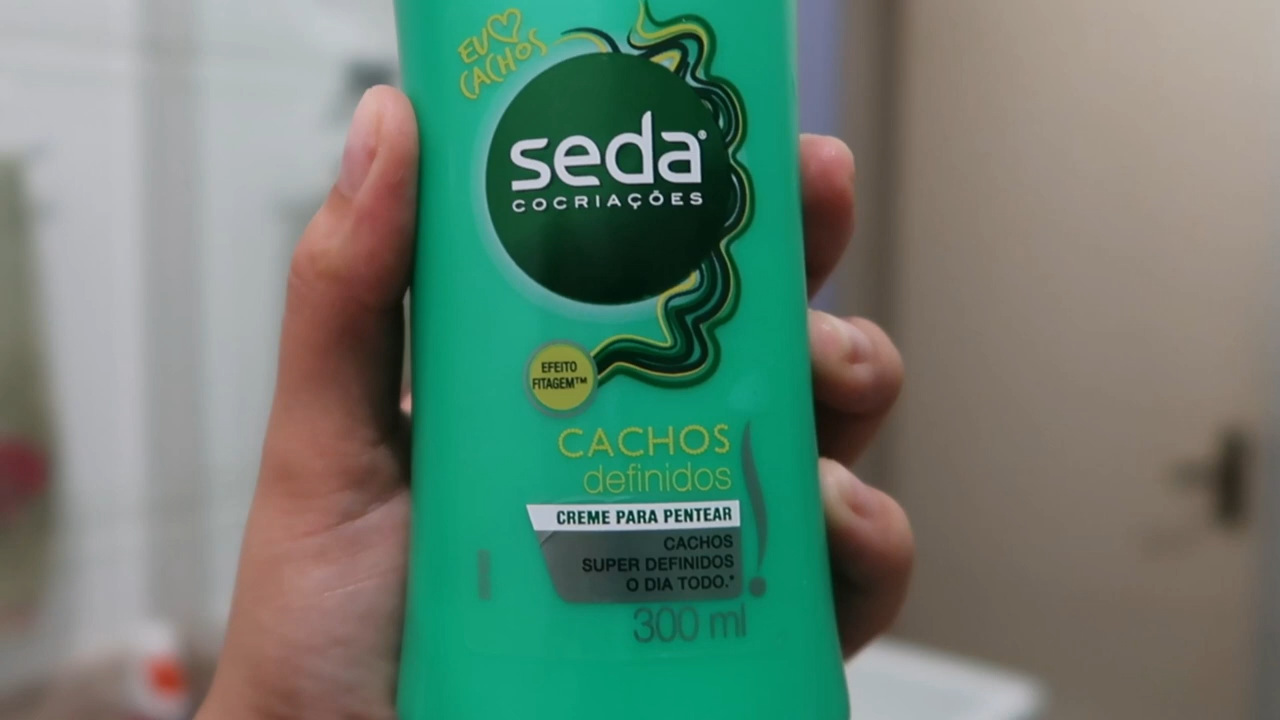 EU
CACHOS
seda®
COCRIAÇÕES
EFEITO
FITAGEM™
CACHOS
definidos
CREME PARA PENTEAR
CACHOS
SUPER DEFINIDOS
O DIA TODO.*
300 ml